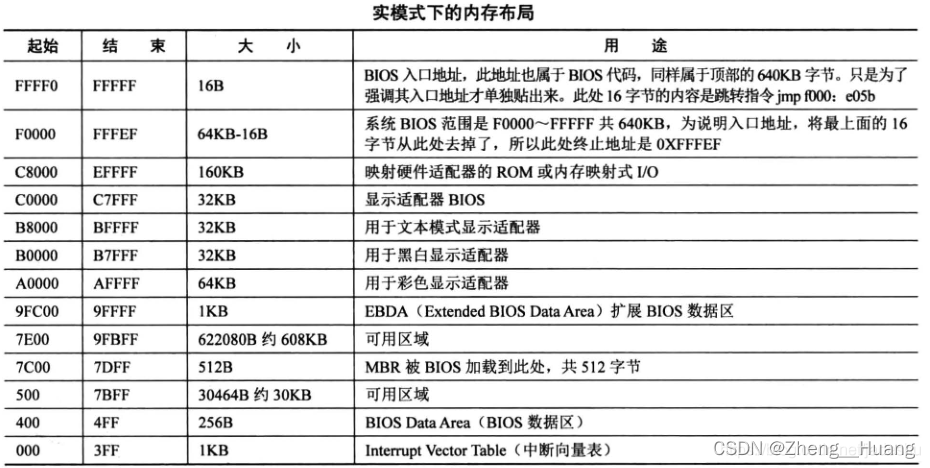 实模式下的内存布局
起始 结 束 大 小 用 途
FFFF0 FFFFF 16B BIOS 入口地址，此地址也属于 BIOS 代码，同样属于顶部的 640KB 字节。只是为了
强调其入口地址才单独贴出来。此处 16 字节的内容是跳转指令 jmp f000：e05b
F0000 FFFEF 64KB-16B 系统 BIOS 范围是 F0000～FFFFF 共 640KB，为说明入口地址，将最上面的 16
字节从此处去掉了，所以此处终止地址是 0XFFFEF
C8000 EFFFF 160KB 映射硬件适配器的 ROM 或内存映射式 I/O
C0000 C7FFF 32KB 显示适配器 BIOS
B8000 BFFFF 32KB 用于文本模式显示适配器
B0000 B7FFF 32KB 用于黑白显示适配器
A0000 AFFFF 64KB 用于彩色显示适配器
9FC00 9FFFF 1KB EBDA（Extended BIOS Data Area）扩展 BIOS 数据区
7E00 9FBFF 622080B 约 608KB 可用区域
7C00 7DFF 512B MBR 被 BIOS 加载到此处，共 512 字节
500 7BFF 30464B 约 30KB 可用区域
400 4FF 256B BIOS Data Area（BIOS 数据区）
000 3FF 1KB Interrupt Vector Table（中断向量表）
CSDN @Zheng__Huang